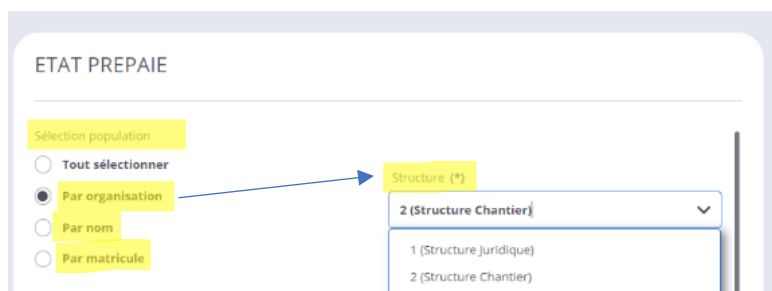 ETAT PREPAIE
Sélection population
Tout sélectionner
Par organisation
Par nom
Par matricule
Structure (*)
2 (Structure Chantier)
1 (Structure Juridique)
2 (Structure Chantier)